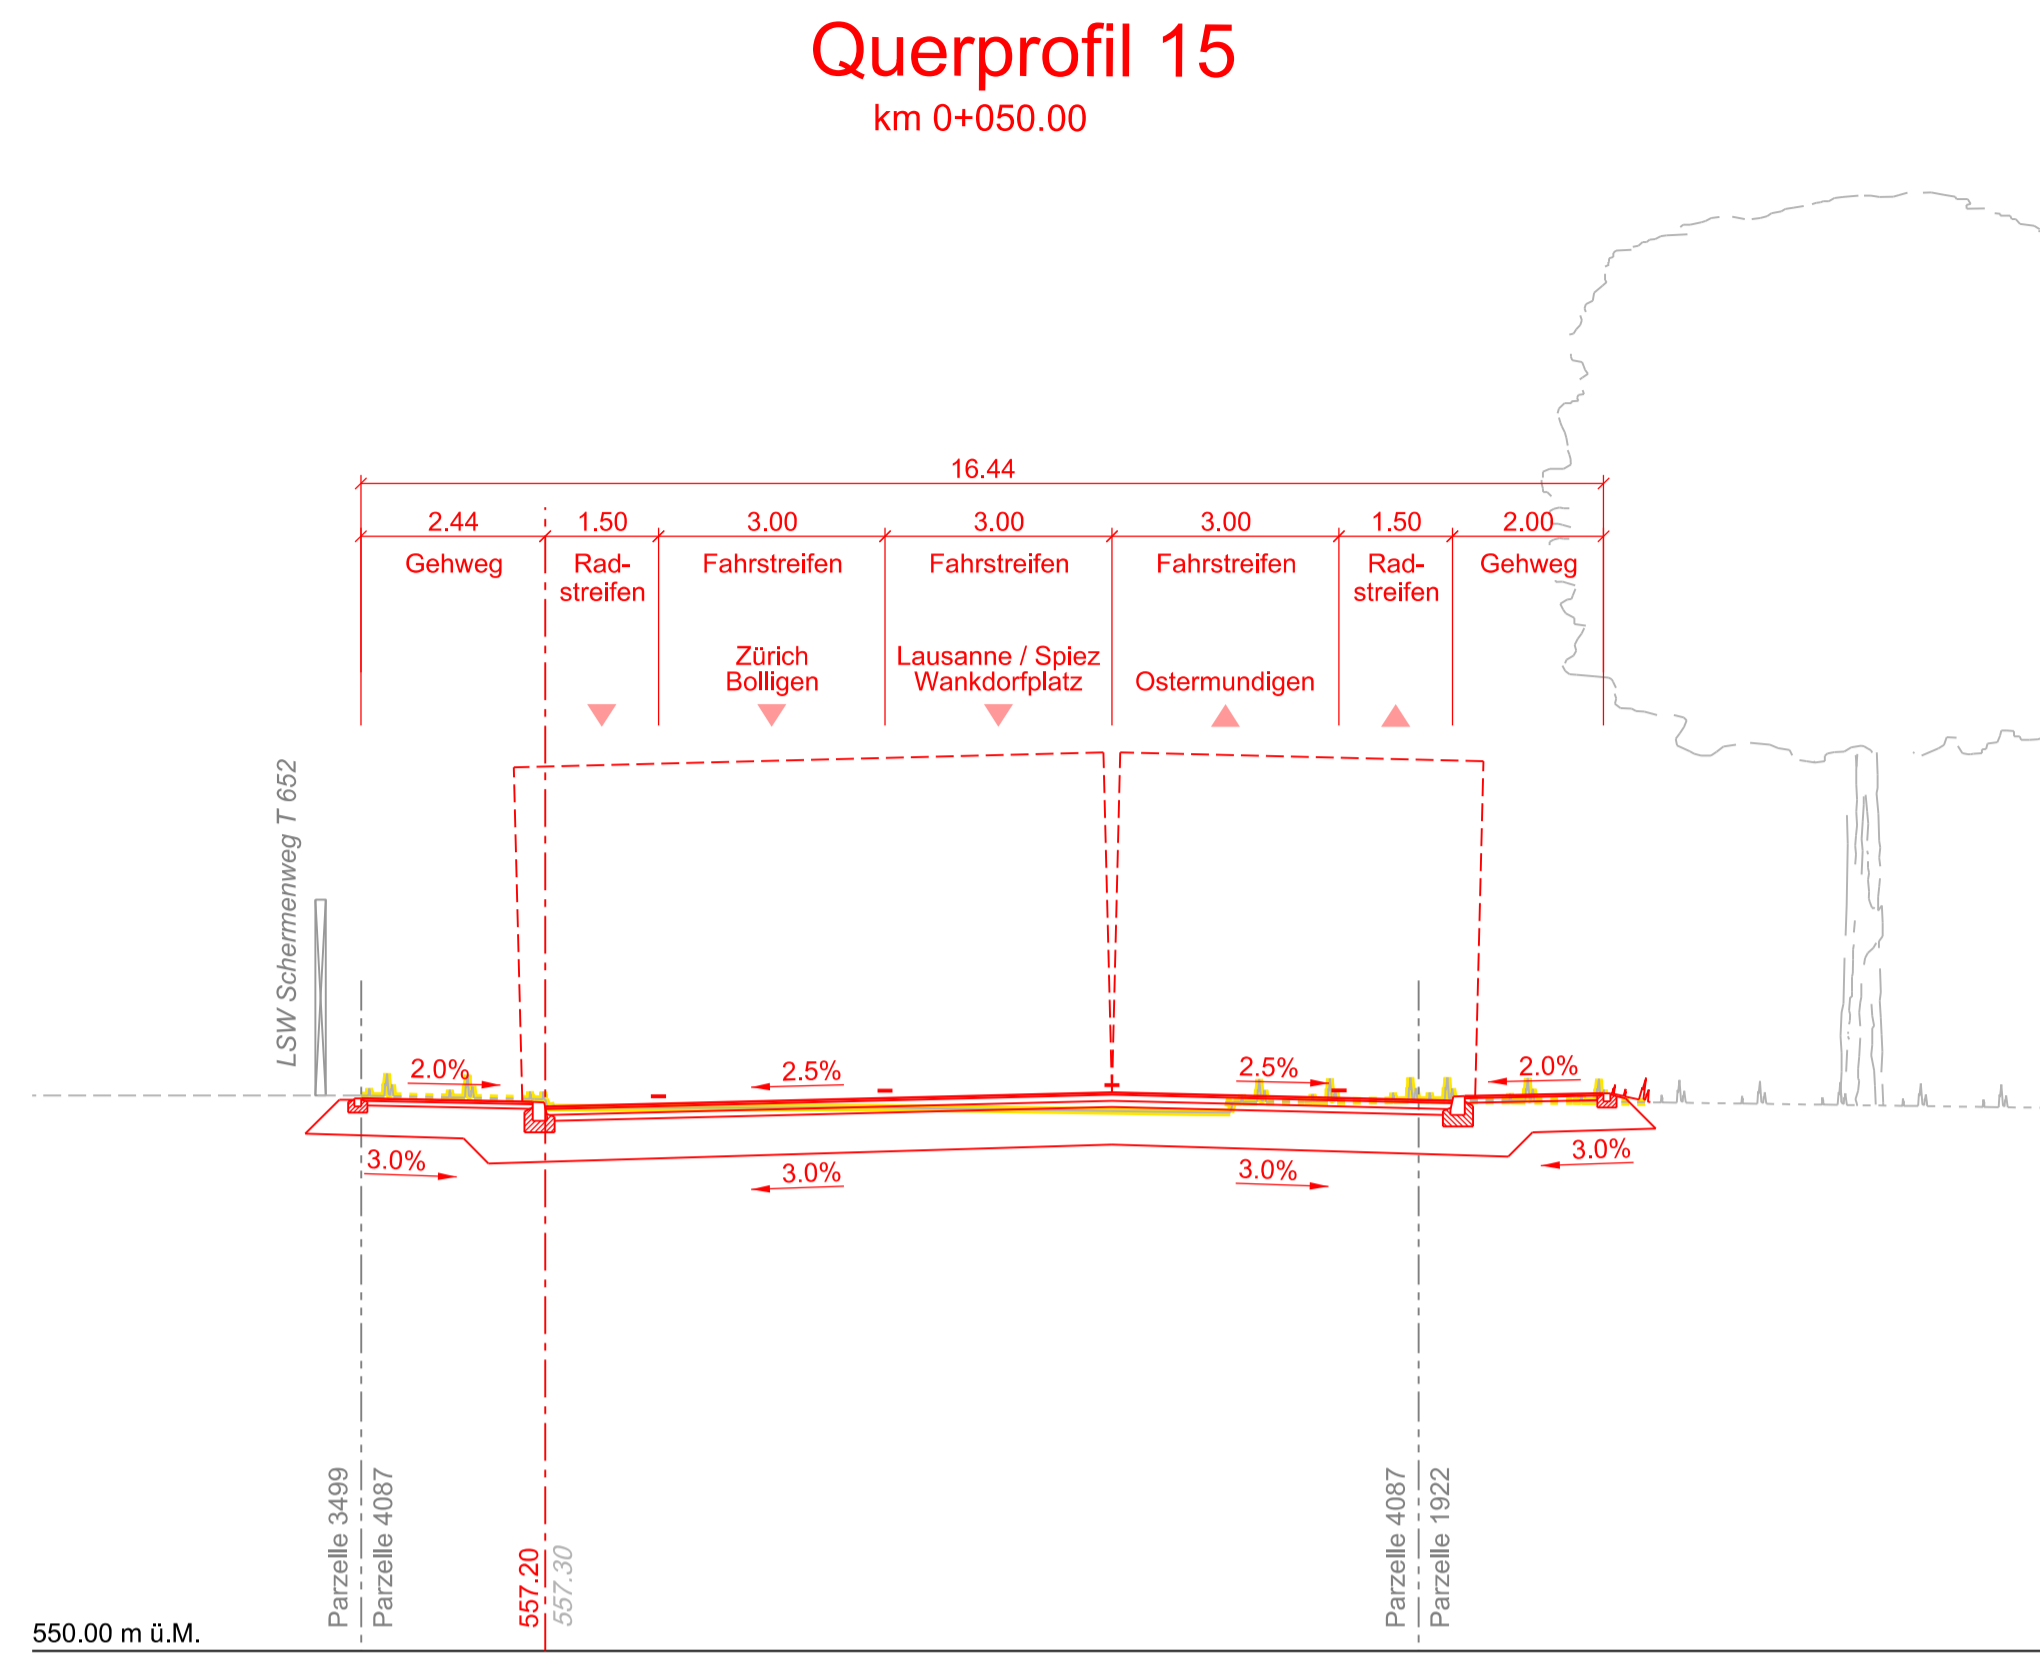 Querprofil 15
km 0+050.00
16.44
2.44 1.50 3.00 3.00 3.00 1.50 2.00
Gehweg Rad- Fahrstreifen Fahrstreifen Fahrstreifen Rad- Gehweg
streifen streifen
Zürich Lausanne / Spiez
Bolligen Wankdorfplatz Ostermundigen
LSW Schermenweg T 652
2.0% 2.5% 2.5% 2.0%
3.0% 3.0% 3.0% 3.0%
Parzelle 3499
Parzelle 4087
557.20
557.30
Parzelle 4087
Parzelle 1922
550.00 m ü.M.